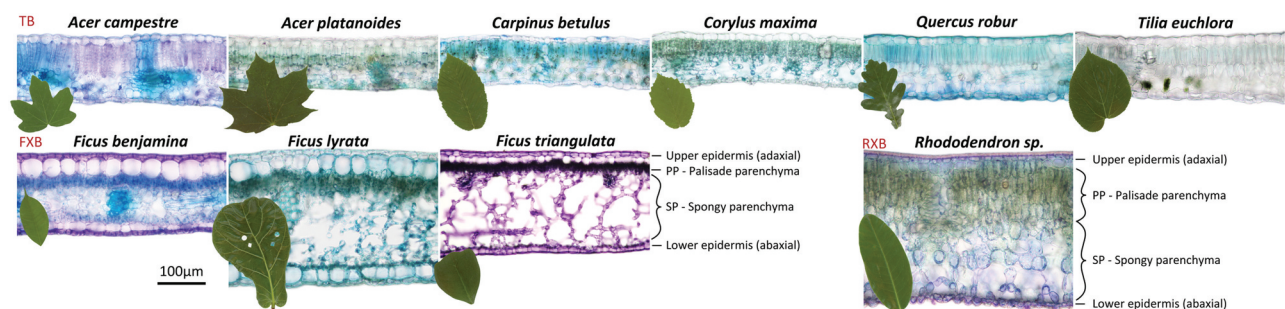 TB
Acer campestre
Acer platanoides
Carpinus betulus
Corylus maxima
Quercus robur
Tilia euchlora
FXB
Ficus benjamina
Ficus lyrata
Ficus triangulata
Upper epidermis (adaxial)
PP - Palisade parenchyma
SP - Spongy parenchyma
Lower epidermis (abaxial)
100µm
RXB
Rhododendron sp.
Upper epidermis (adaxial)
PP - Palisade parenchyma
SP - Spongy parenchyma
Lower epidermis (abaxial)